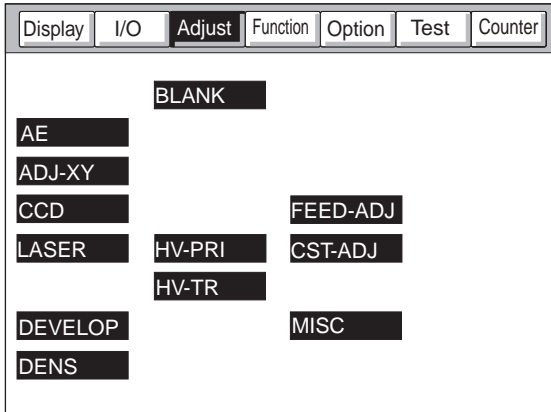 Display I/O Adjust Function Option Test Counter
BLANK
AE
ADJ-XY
CCD FEED-ADJ
LASER HV-PRI CST-ADJ
HV-TR
DEVELOP MISC
DENS